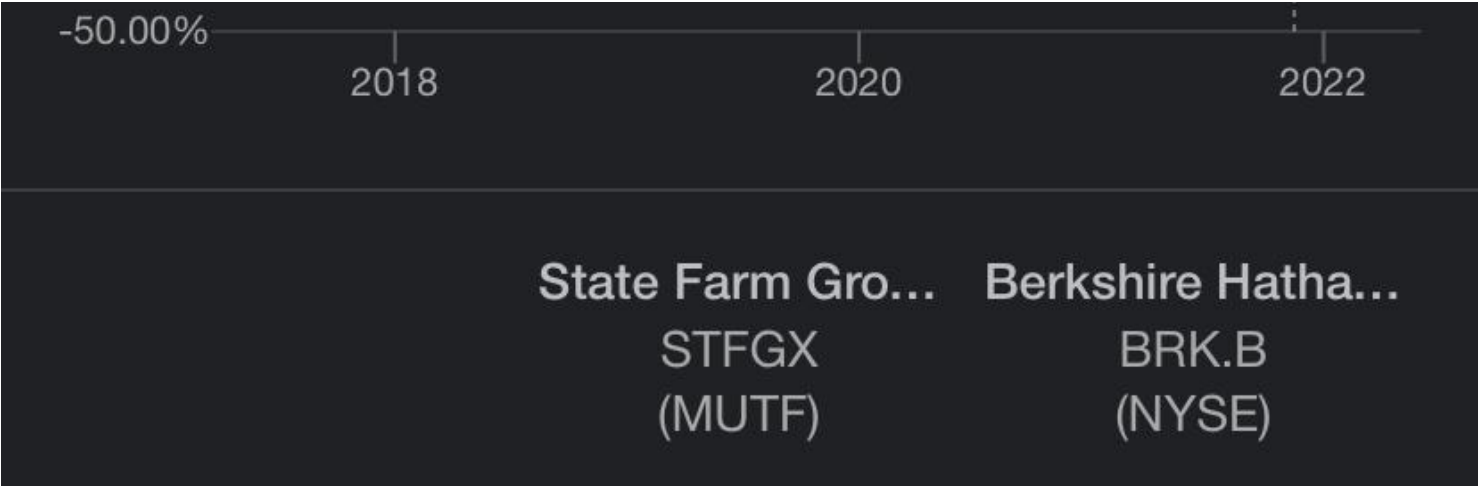 -50.00%
2018 2020 2022
State Farm Gro... Berkshire Hatha...
STFGX BRK.B
(MUTF) (NYSE)